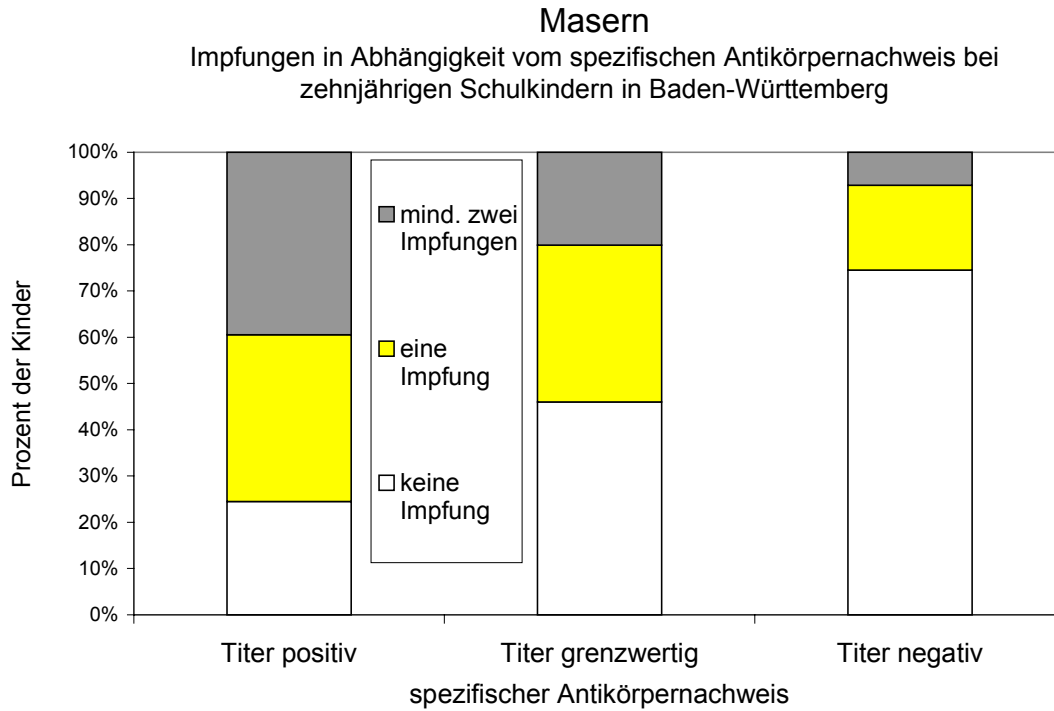 Masern
Impfungen in Abhängigkeit vom spezifischen Antikörpernachweis bei
zehnjährigen Schulkindern in Baden-Württemberg
Prozent der Kinder
100%
90%
80%
70%
60%
50%
40%
30%
20%
10%
0%
mind. zwei
Impfungen
eine
Impfung
keine
Impfung
Titer positiv
Titer grenzwertig
Titer negativ
spezifischer Antikörpernachweis